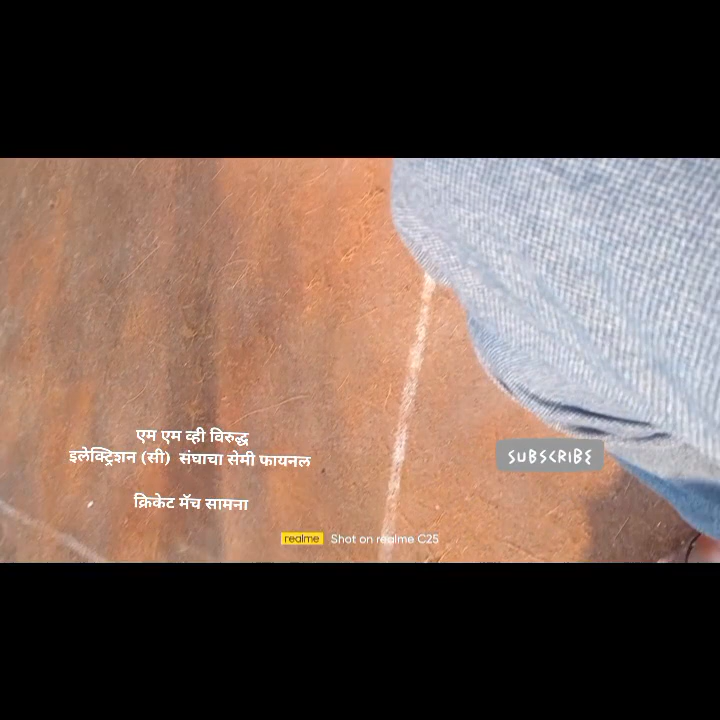 एम एम व्ही विरुद्ध
इलेक्ट्रिशन (सी) संघाचा सेमी फायनल
SUBSCRIBE
क्रिकेट मॅच सामना
realme Shot on realme C25